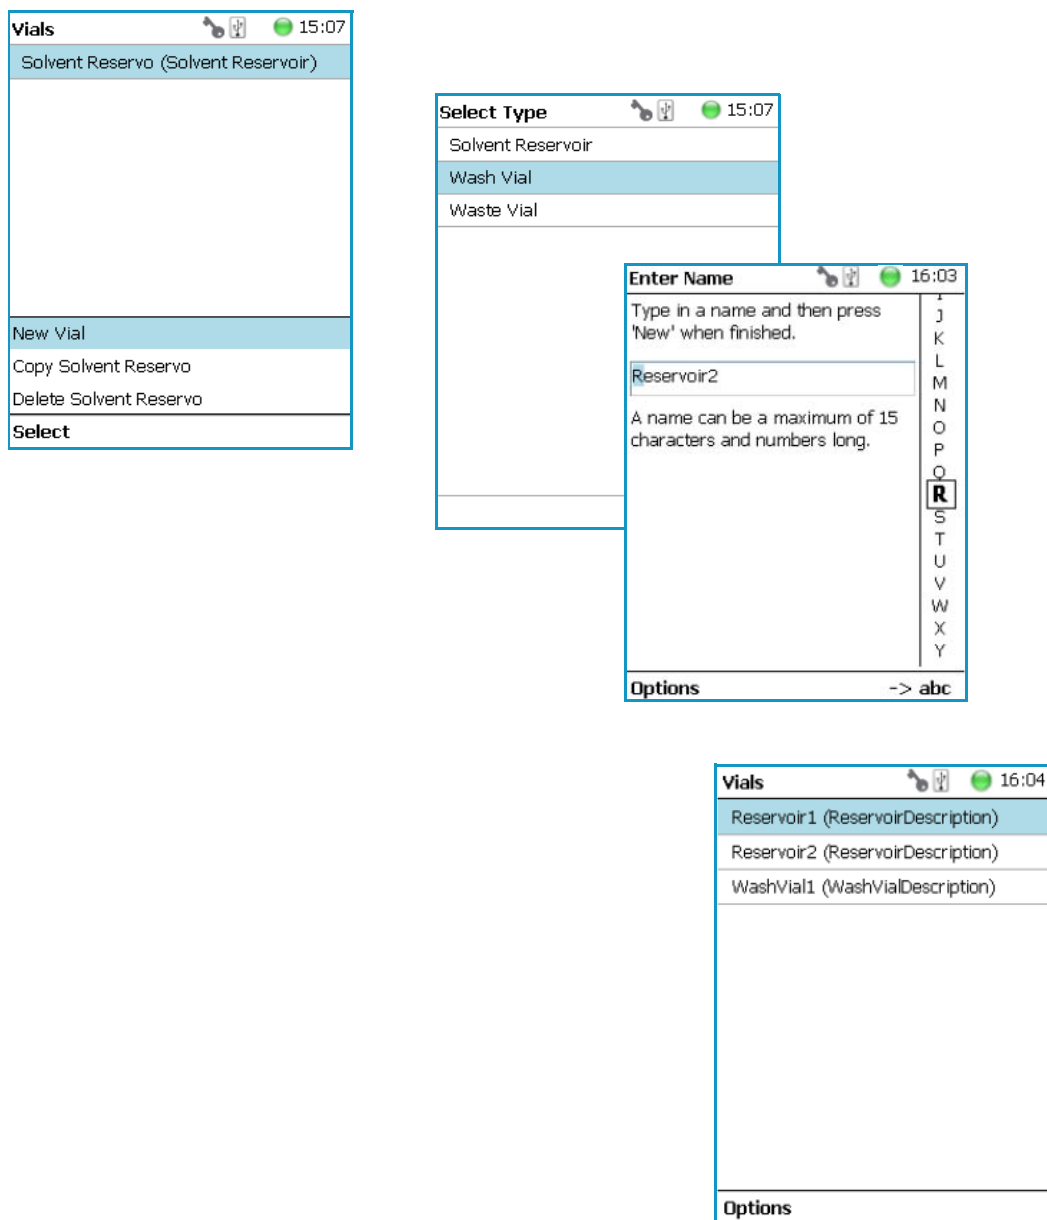 Vials 15:07
Solvent Reservo (Solvent Reservoir)
New Vial
Copy Solvent Reservo
Delete Solvent Reservo
Select
Select Type 15:07
Solvent Reservoir
Wash Vial
Waste Vial
Enter Name 16:03
Type in a name and then press
'New' when finished.
Reservoir2
A name can be a maximum of 15
characters and numbers long.
I
J
K
L
M
N
O
P
Q
R
S
T
U
V
W
X
Y
Options -> abc
Vials 16:04
Reservoir1 (ReservoirDescription)
Reservoir2 (ReservoirDescription)
WashVial1 (WashVialDescription)
Options